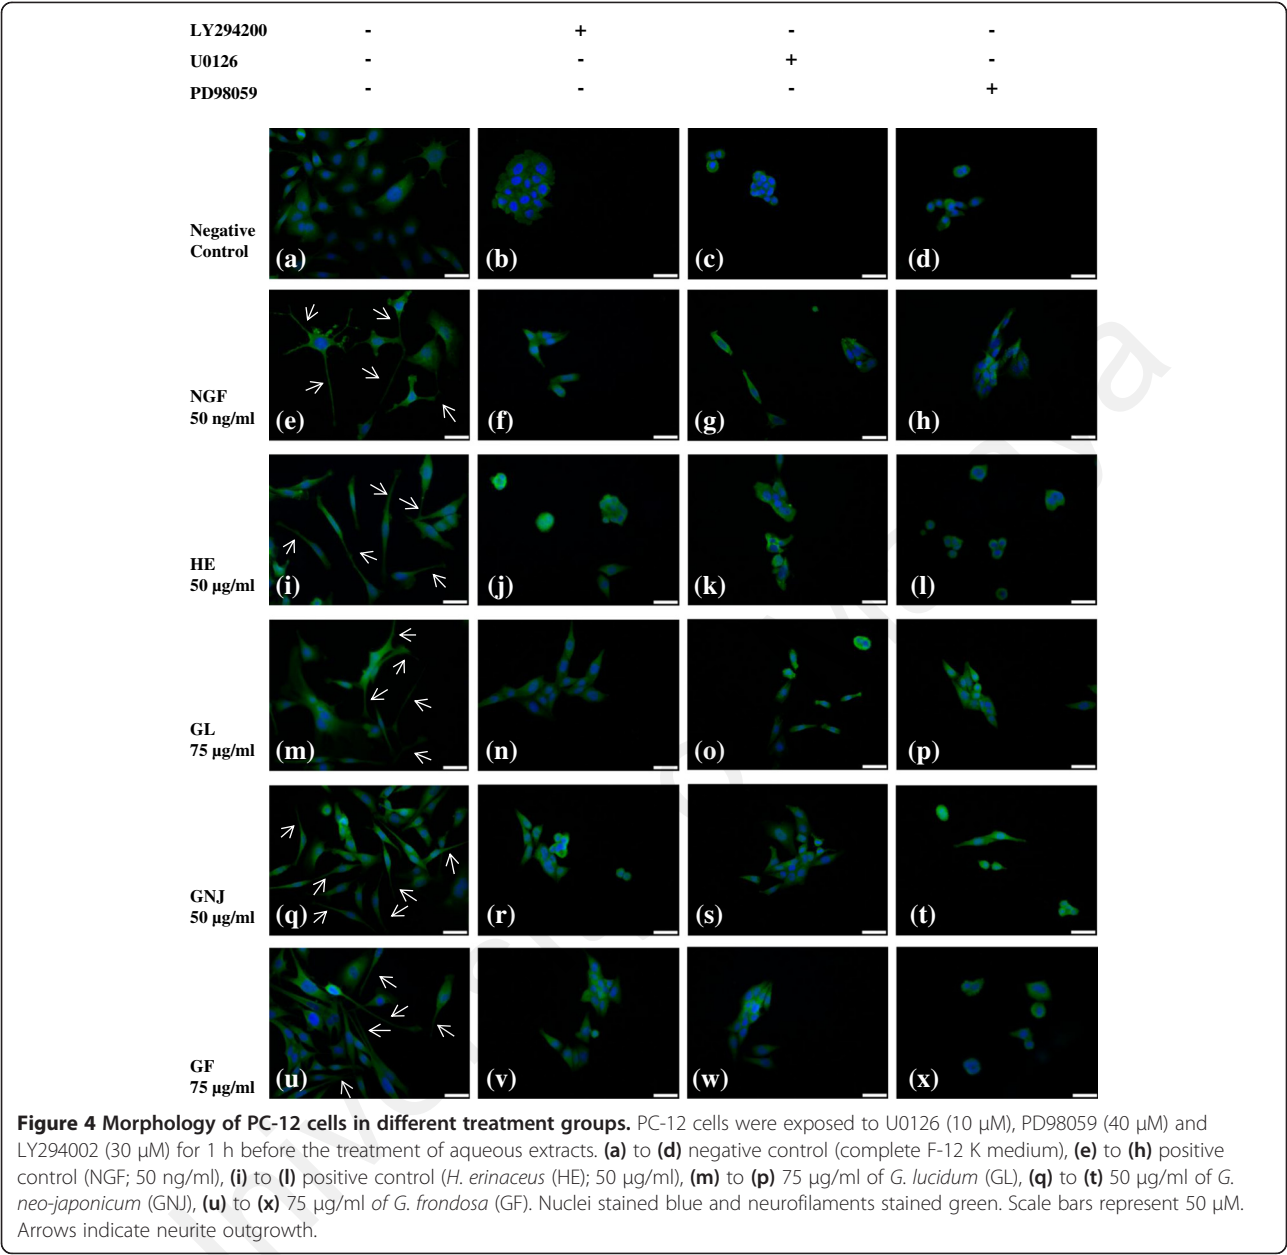 LY294200 - + - -
U0126 - - + -
PD98059 - - - +
Negative
Control
(a) (b) (c) (d)
NGF
50 ng/ml
(e) (f) (g) (h)
HE
50 µg/ml
(i) (j) (k) (l)
GL
75 µg/ml
(m) (n) (o) (p)
GNJ
50 µg/ml
(q) (r) (s) (t)
GF
75 µg/ml
(u) (v) (w) (x)
Figure 4 Morphology of PC-12 cells in different treatment groups. PC-12 cells were exposed to U0126 (10 µM), PD98059 (40 µM) and
LY294002 (30 µM) for 1 h before the treatment of aqueous extracts. (a) to (d) negative control (complete F-12 K medium), (e) to (h) positive
control (NGF; 50 ng/ml), (i) to (l) positive control (H. erinaceus (HE); 50 µg/ml), (m) to (p) 75 µg/ml of G. lucidum (GL), (q) to (t) 50 µg/ml of G.
neo-japonicum (GNJ), (u) to (x) 75 µg/ml of G. frondosa (GF). Nuclei stained blue and neurofilaments stained green. Scale bars represent 50 µM.
Arrows indicate neurite outgrowth.